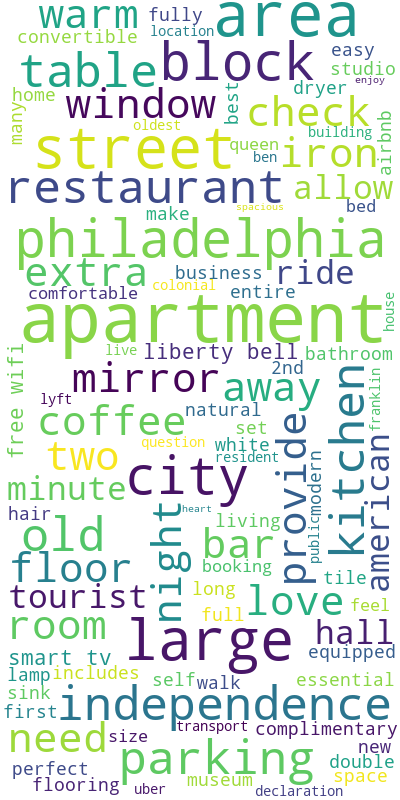 warm
fully
area
location
convertible
easy
table
block
studio
home
window
dryer
enjoy
many
best
oldest
check
building
street
queen
iron
airbnb
ben
restaurant
allow
make
spacious
bed
philadelphia
extra
business
ride
colonial
comfortable
entire
house
apartment
live
liberty bell
bathroom
free wifi
mirror
away
2nd
lyft
natural
franklin
coffee
set
two
question
white
resident
kitchen
city
provide
modern
public
american
minute
heart
hair
night
old
bar
living
floor
booking
tile
tourist
long
love
feel
room
full
large
hall
smart tv
equipped
lamp
includes
self
walk
essential
sink
first
independence
need
size
transport
complimentary
new
perfect
parking
double
flooring
uber
museum
space
declaration